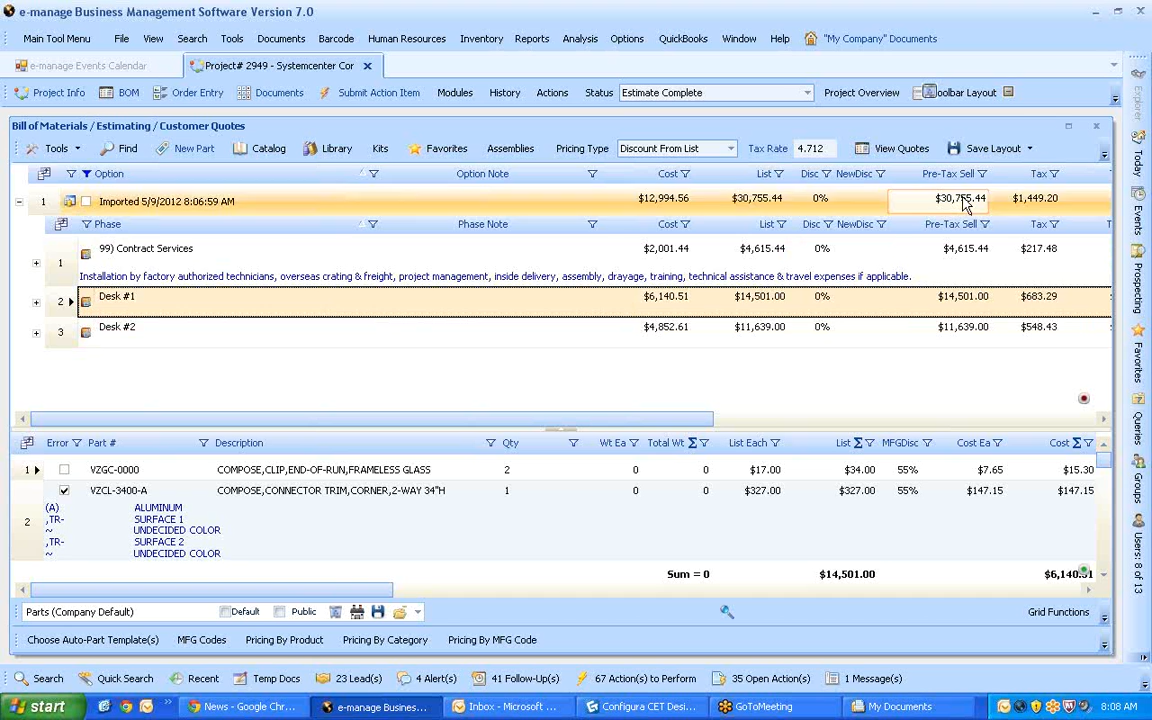 e-manage Business Management Software Version 7.0
Main Tool Menu File View Search Tools Documents Barcode Human Resources Inventory Reports Analysis Options QuickBooks Window Help "My Company" Documents
e-manage Events Calendar Project# 2949 - Systemcenter Cor
Project Info BOM Order Entry Documents Submit Action Item Modules History Actions Status Estimate Complete Project Overview Toolbar Layout
Bill of Materials / Estimating / Customer Quotes
Tools Find New Part Catalog Library Kits Favorites Assemblies Pricing Type Discount From List Tax Rate 4.712 View Quotes Save Layout
Option Option Note Cost List Disc NewDisc Pre-Tax Sell Tax
1 Imported 5/9/2012 8:06:59 AM $12,994.56 $30,755.44 0% $30,755.44 $1,449.20
Phase Phase Note Cost List Disc NewDisc Pre-Tax Sell Tax
1 99) Contract Services $2,001.44 $4,615.44 0% $4,615.44 $217.48
Installation by factory authorized technicians, overseas crating & freight, project management, inside delivery, assembly, drayage, training, technical assistance & travel expenses if applicable.
2 Desk #1 $6,140.51 $14,501.00 0% $14,501.00 $683.29
3 Desk #2 $4,852.61 $11,639.00 0% $11,639.00 $548.43
Error Part # Description Qty Wt Ea Total Wt Σ List Each List Σ MFGDisc Cost Ea Cost Σ
1 VZGC-0000 COMPOSE,CLIP,END-OF-RUN,FRAMELESS GLASS 2 0 0 $17.00 $34.00 55% $7.65 $15.30
2 VZCL-3400-A COMPOSE,CONNECTOR TRIM,CORNER,2-WAY 34"H 1 0 0 $327.00 $327.00 55% $147.15 $147.15
(A) ALUMINUM
,TR- SURFACE 1
~ UNDECIDED COLOR
,TR- SURFACE 2
~ UNDECIDED COLOR
Sum = 0 $14,501.00 $6,140.51
Parts (Company Default) Default Public Grid Functions
Choose Auto-Part Template(s) MFG Codes Pricing By Product Pricing By Category Pricing By MFG Code
Search Quick Search Recent Temp Docs 23 Lead(s) 4 Alert(s) 41 Follow-Up(s) 67 Action(s) to Perform 35 Open Action(s) 1 Message(s)
start News - Google Chr... e-manage Busines... Inbox - Microsoft ... Configura CET Desi... GoToMeeting My Documents 8:08 AM
Explorer
Today
Events
Prospecting
Favorites
Queries
Groups
Users: 8 of 13